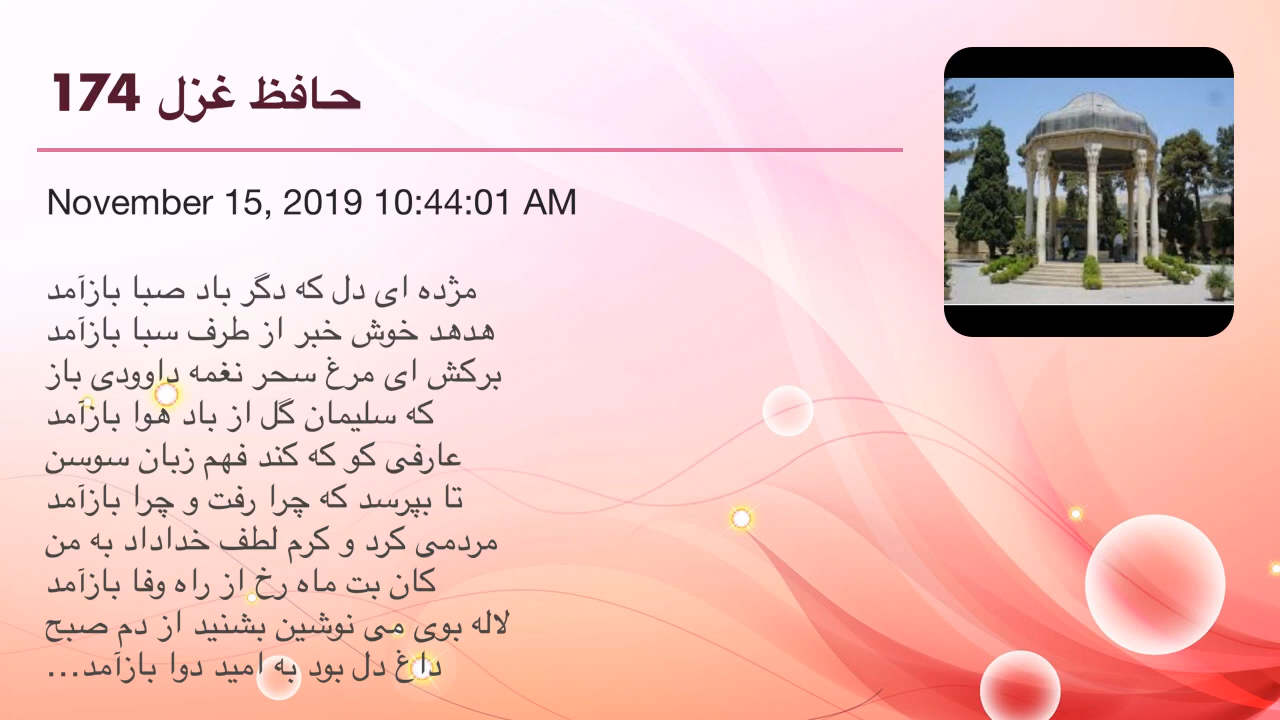 حافظ غزل 174
November 15, 2019 10:44:01 AM
مژده ای دل که دگر باد صبا بازآمد
هدهد خوش خبر از طرف سبا بازآمد
برکش ای مرغ سحر نغمه داوودی باز
که سلیمان گل از باد هوا بازآمد
عارفی کو که کند فهم زبان سوسن
تا بپرسد که چرا رفت و چرا بازآمد
مردمی کرد و کرم لطف خداداد به من
کان بت ماه رخ از راه وفا بازآمد
لاله بوی می نوشین بشنید از دم صبح
داغ دل بود به امید دوا بازآمد...